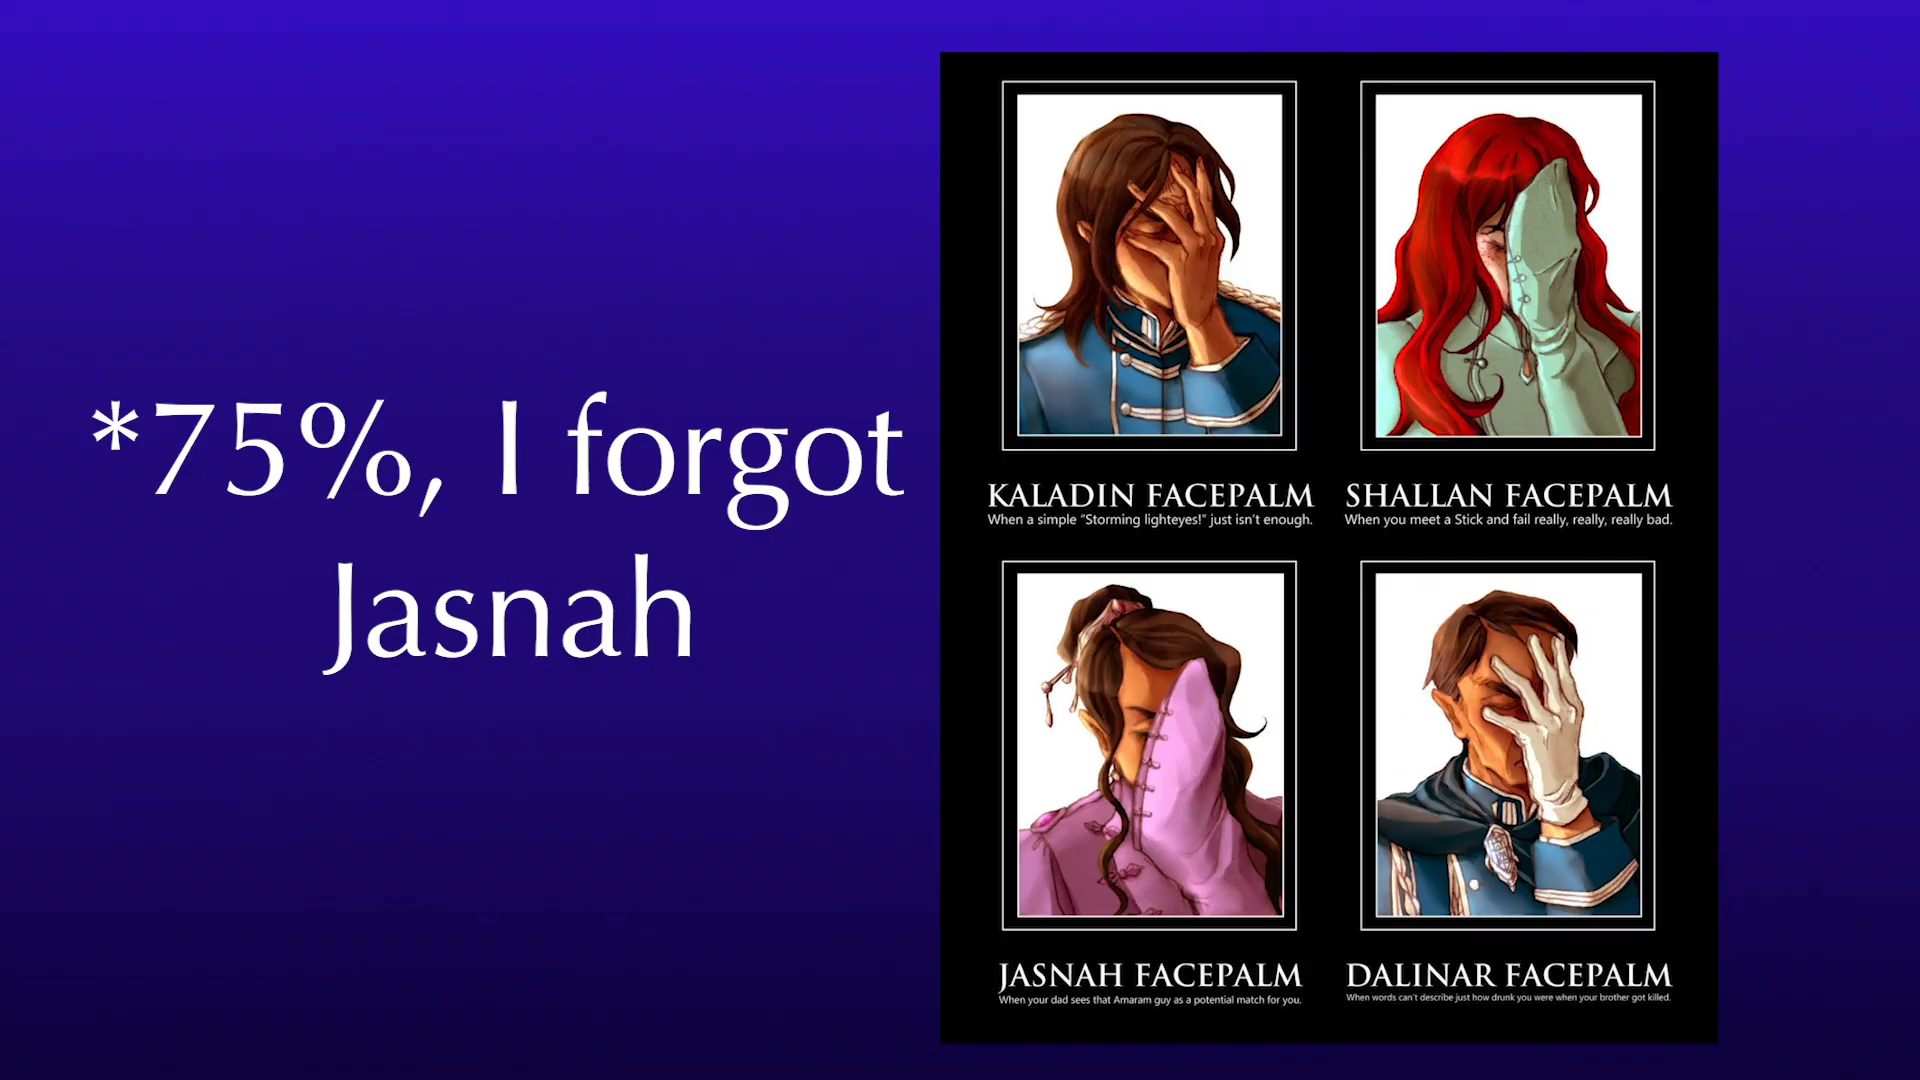 *75%, I forgot
Jasnah
KALADIN FACEPALM
When a simple "Storming lighteyes!" just isn't enough.
SHALLAN FACEPALM
When you meet a Stick and fail really, really, really bad.
JASNAH FACEPALM
When your dad sees that Amaram guy as a potential match for you.
DALINAR FACEPALM
When words can't describe just how drunk you were when your brother got killed.